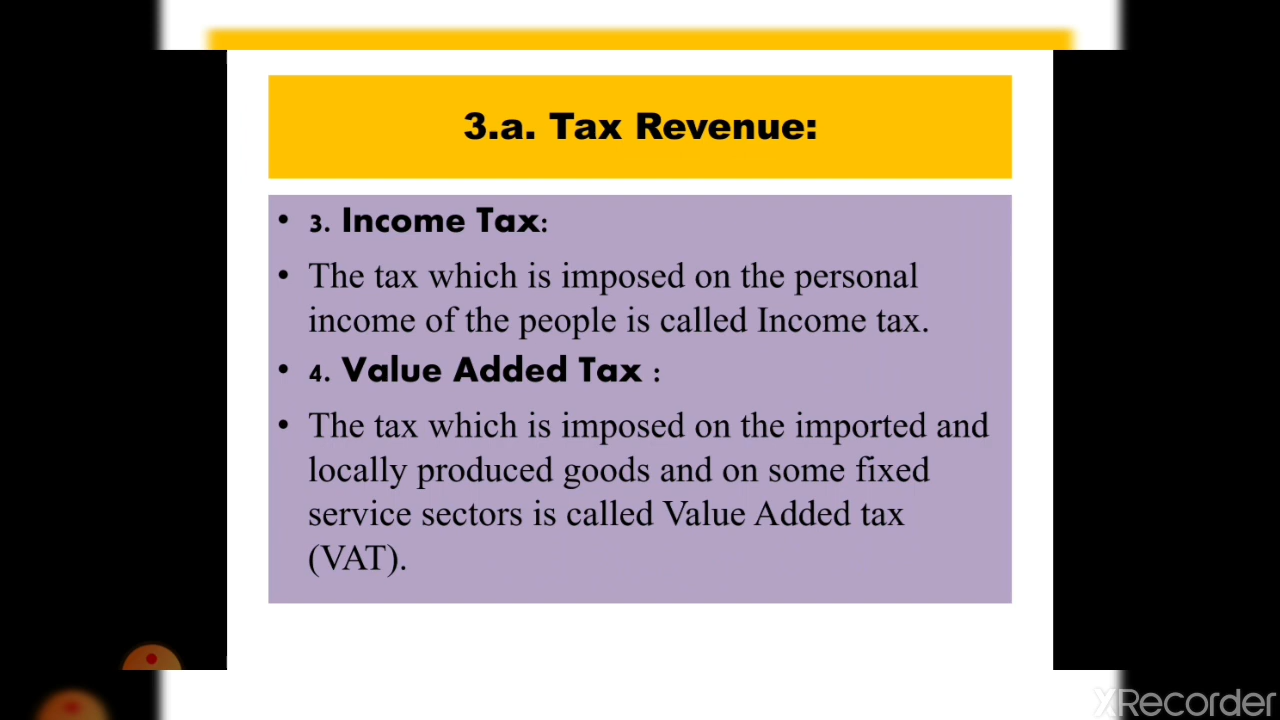 3.a. Tax Revenue:
• 3. Income Tax:
• The tax which is imposed on the personal
income of the people is called Income tax.
• 4. Value Added Tax :
• The tax which is imposed on the imported and
locally produced goods and on some fixed
service sectors is called Value Added tax
(VAT).
XRecorder